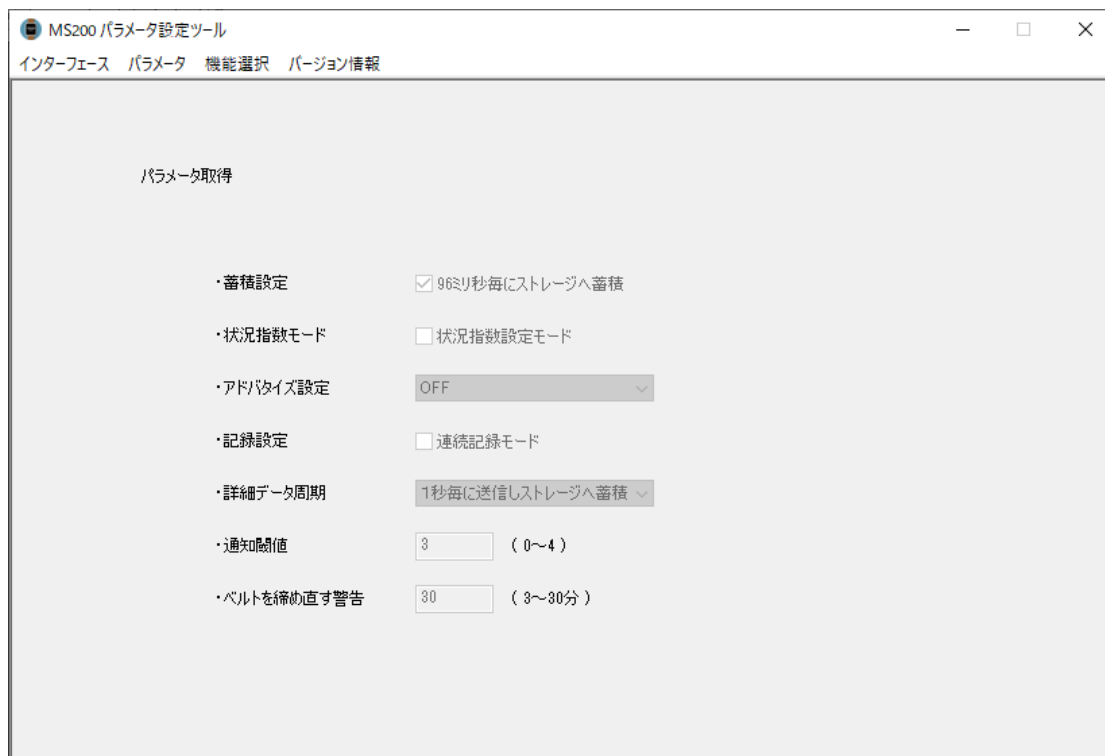 MS200 パラメータ設定ツール
インターフェース パラメータ 機能選択 バージョン情報
パラメータ取得
・蓄積設定 96ミリ秒毎にストレージへ蓄積
・状況指数モード 状況指数設定モード
・アドバタイズ設定 OFF
・記録設定 連続記録モード
・詳細データ周期 1秒毎に送信しストレージへ蓄積
・通知閾値 3 ( 0～4 )
・ベルトを締め直す警告 30 ( 3～30分 )